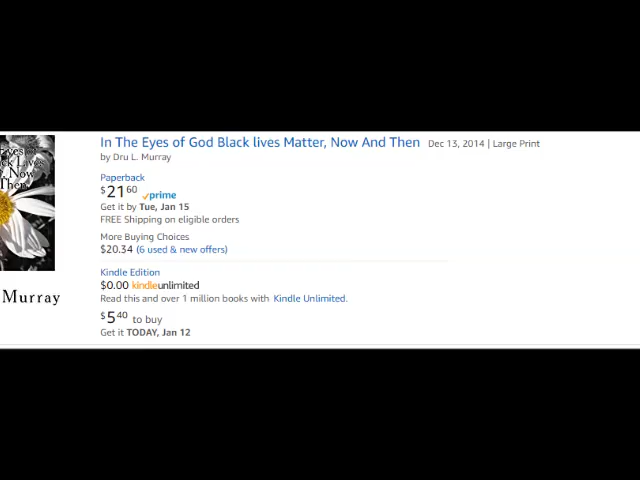 In The Eyes of God Black lives Matter, Now And Then Dec 13, 2014 | Large Print
by Dru L. Murray
Paperback
$21.60 prime
Get it by Tue, Jan 15
FREE Shipping on eligible orders
More Buying Choices
$20.34 (6 used & new offers)
Kindle Edition
$0.00 kindleunlimited
Read this and over 1 million books with Kindle Unlimited.
$5.40 to buy
Get it TODAY, Jan 12
Lives
Now
Then
Murray